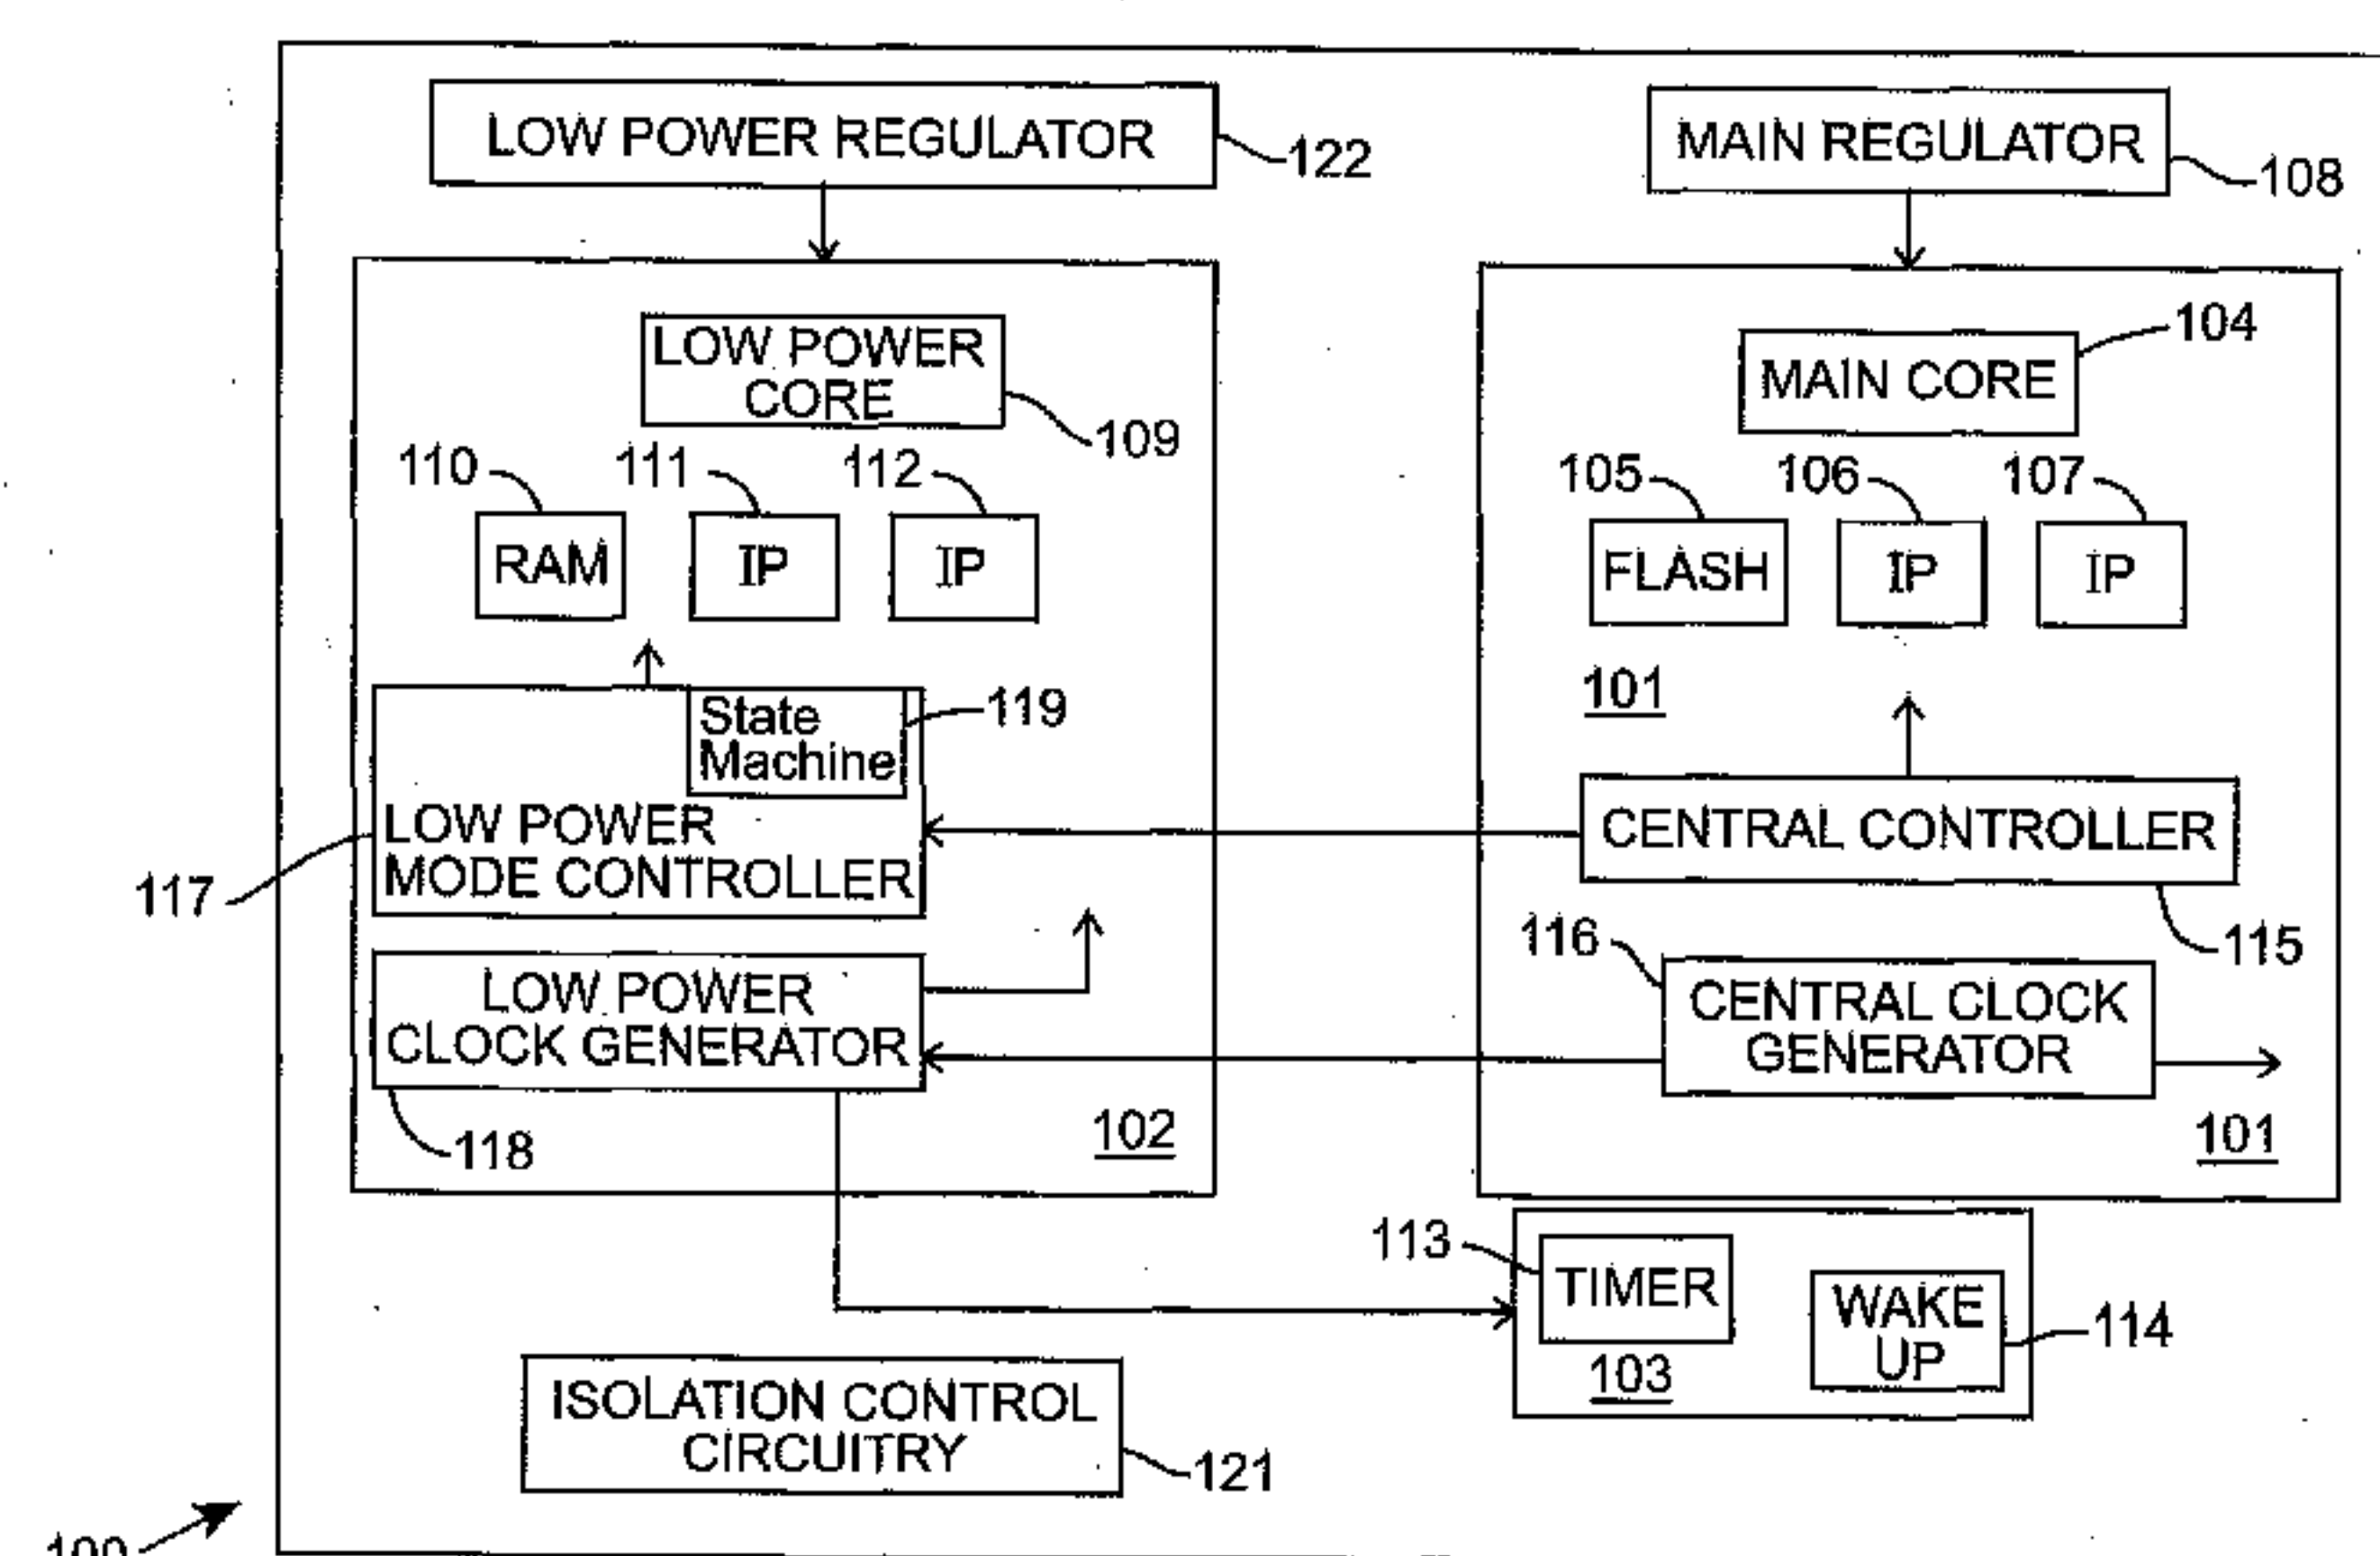 LOW POWER REGULATOR
122
MAIN REGULATOR
108
LOW POWER
CORE
109
110
111
112
RAM
IP
IP
State
Machine
119
LOW POWER
MODE CONTROLLER
117
LOW POWER
CLOCK GENERATOR
118
102
MAIN CORE
104
105
106
107
FLASH
IP
IP
101
CENTRAL CONTROLLER
115
116
CENTRAL CLOCK
GENERATOR
101
113
TIMER
103
WAKE
UP
114
ISOLATION CONTROL
CIRCUITRY
121
100